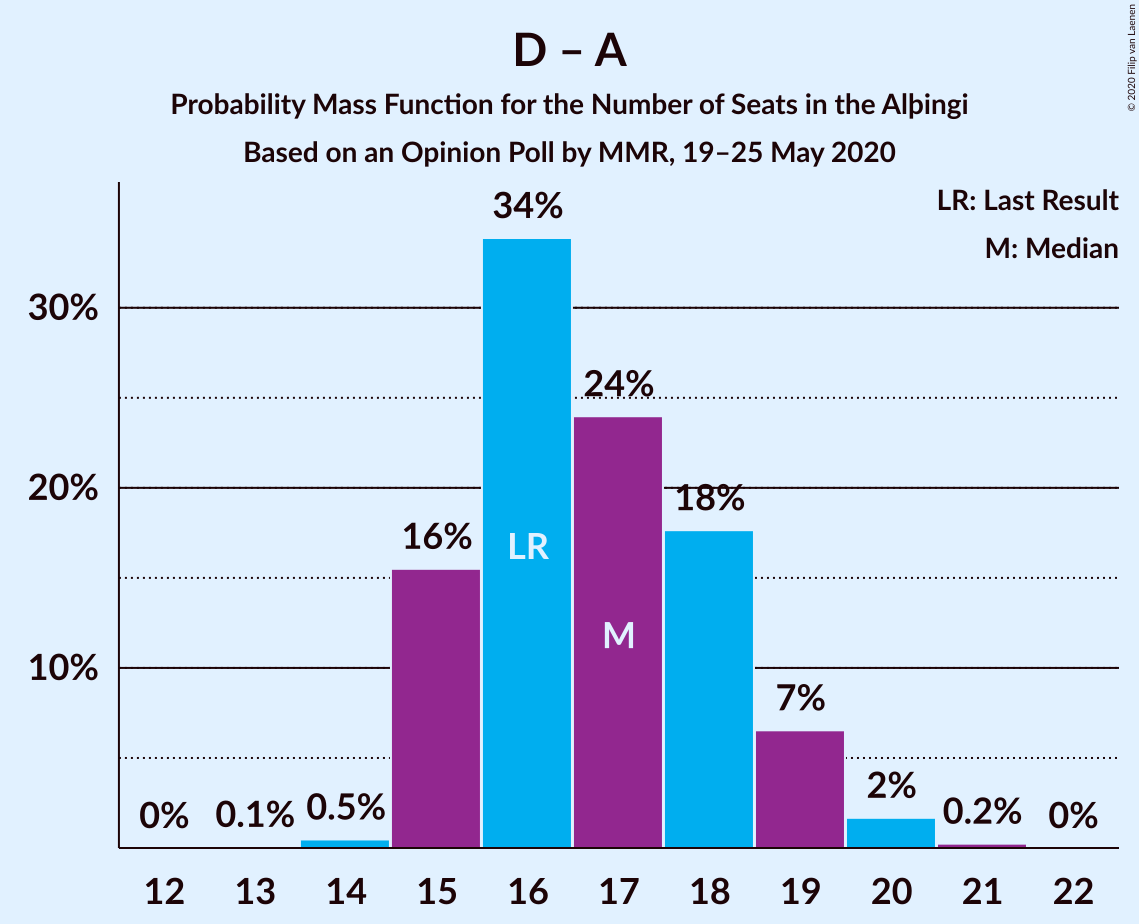 D – A
Probability Mass Function for the Number of Seats in the Alþingi
Based on an Opinion Poll by MMR, 19–25 May 2020
© 2020 Filip van Laenen
LR: Last Result
M: Median
34%
30%
24%
20%
18%
16%
LR
M
10%
7%
2%
0% 0.1% 0.5% 0.2% 0%
12 13 14 15 16 17 18 19 20 21 22